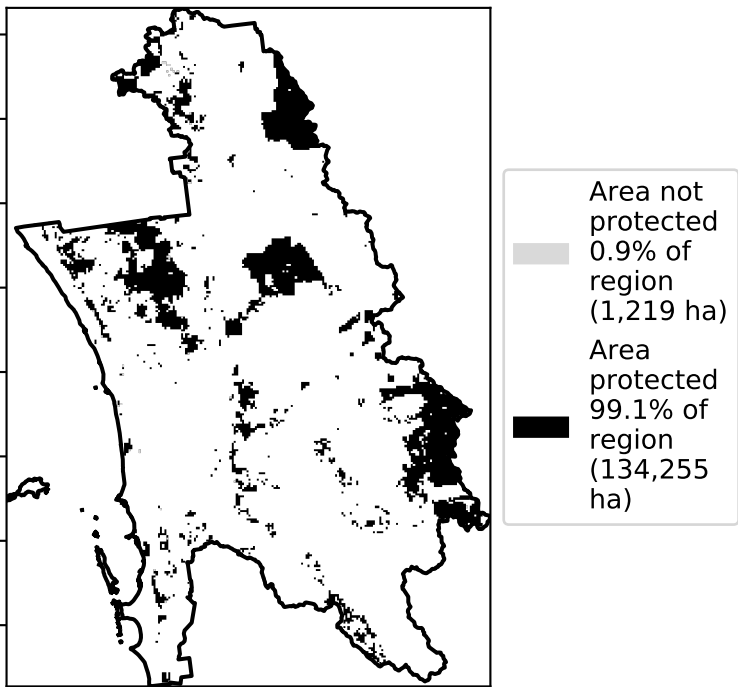 Area not
protected
0.9% of
region
(1,219 ha)
Area
protected
99.1% of
region
(134,255
ha)